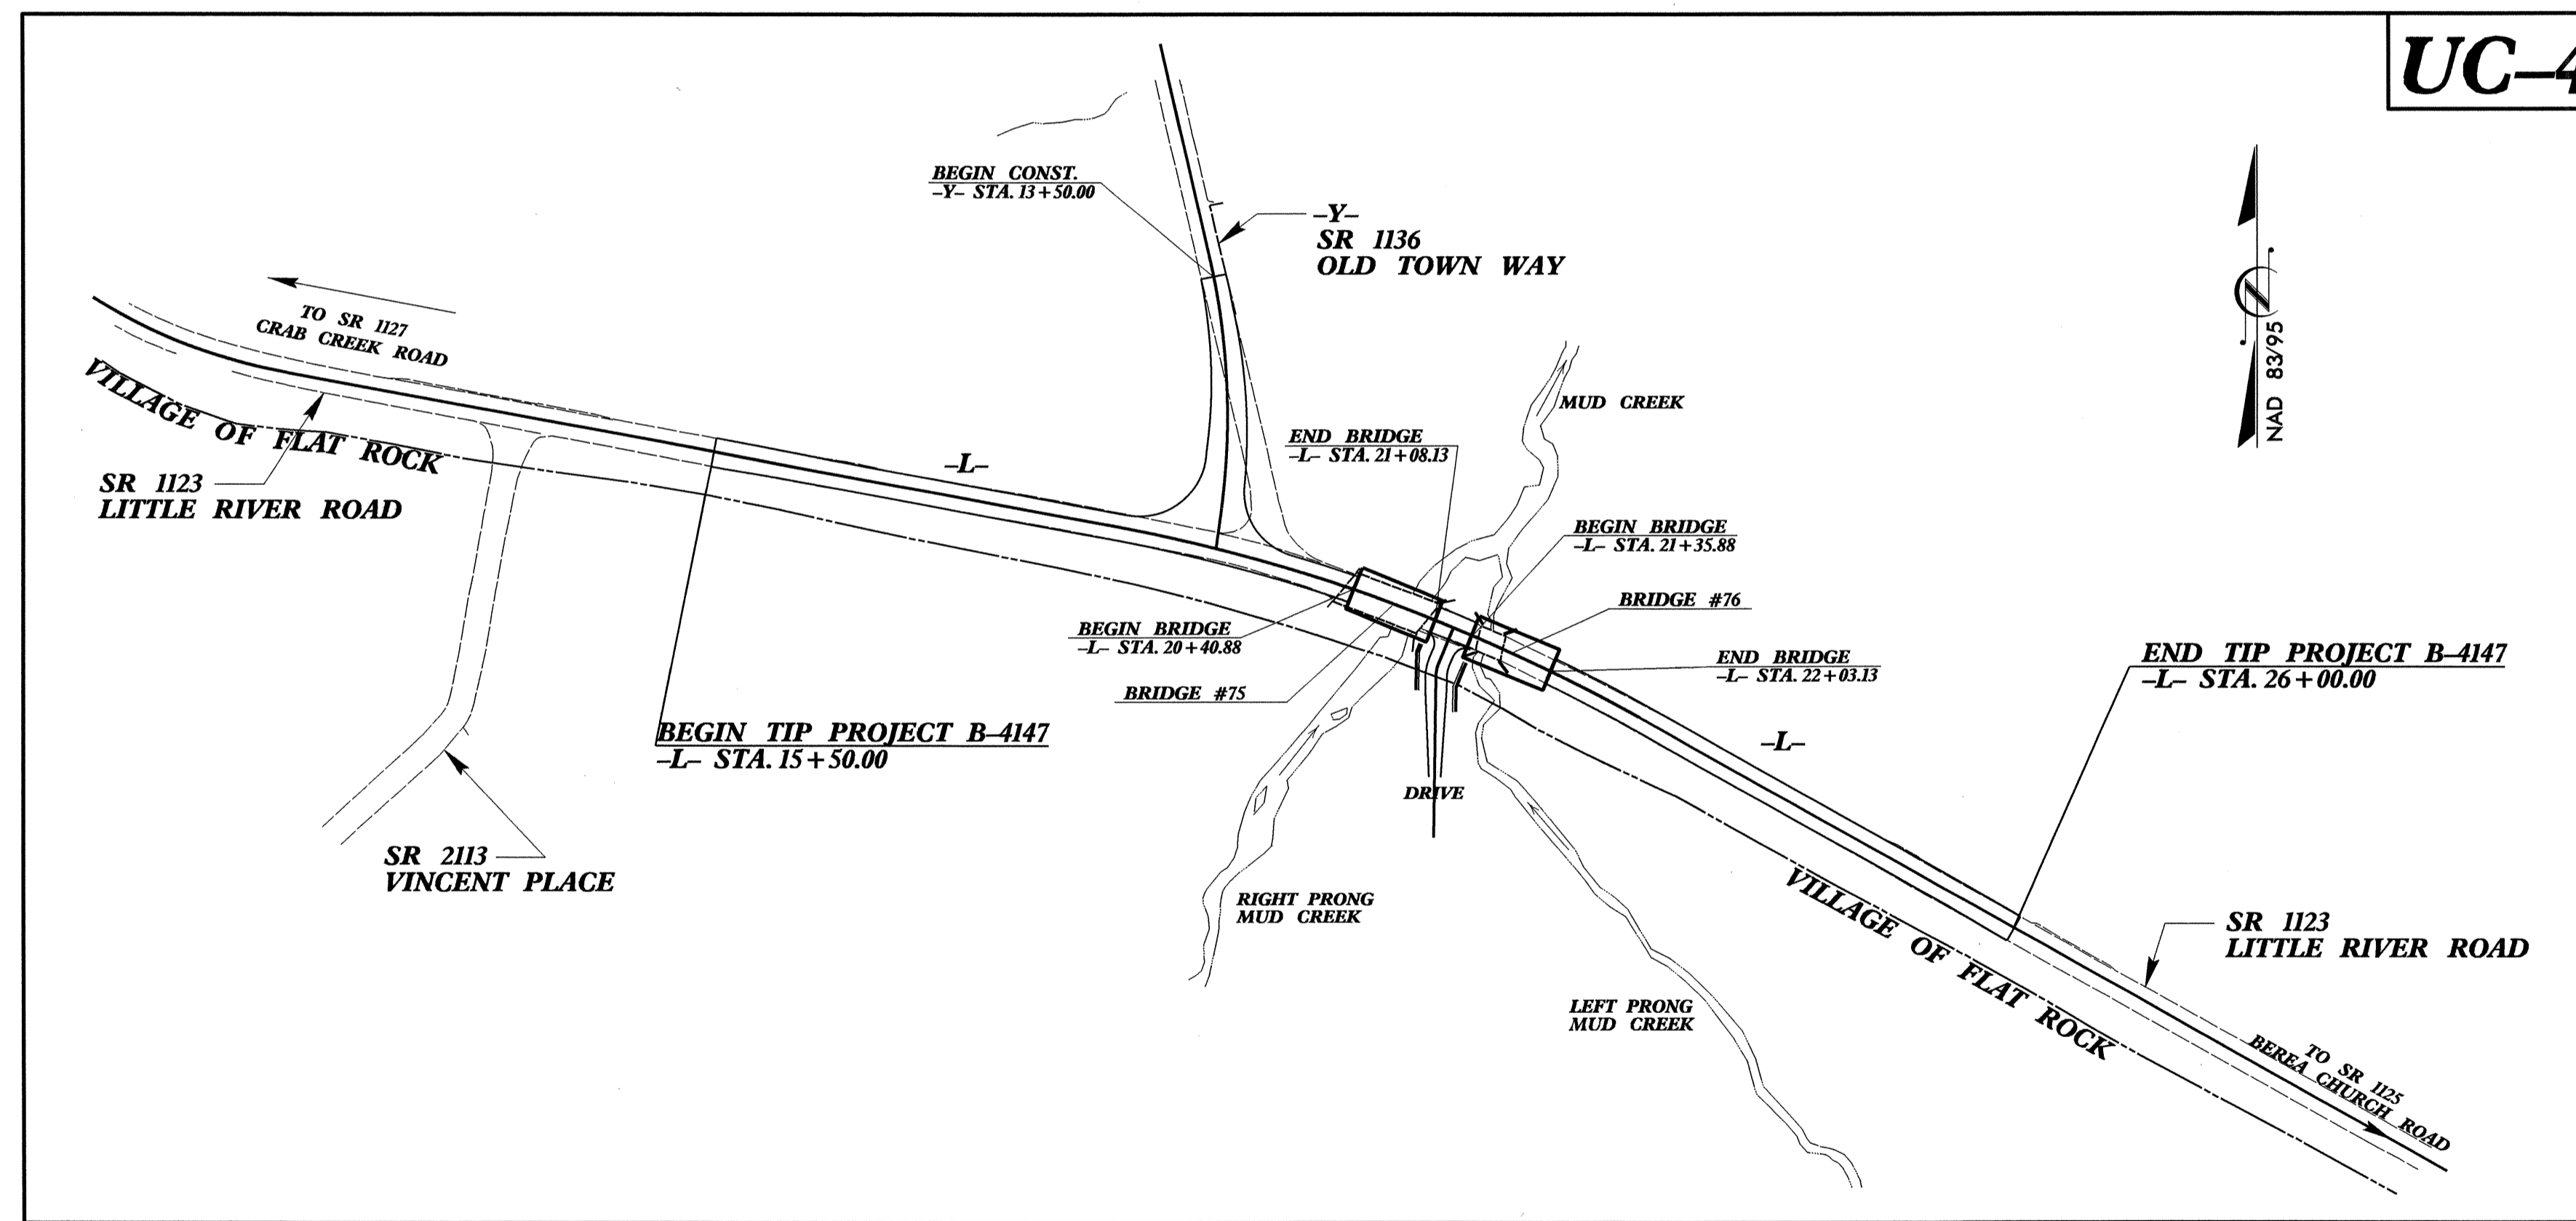 UC-4
BEGIN CONST.
-Y- STA. 13+50.00
-Y-
SR 1136
OLD TOWN WAY
NAD 83/95
TO SR 1127
CRAB CREEK ROAD
VILLAGE OF FLAT ROCK
SR 1123
LITTLE RIVER ROAD
-L-
MUD CREEK
END BRIDGE
-L- STA. 21+08.13
BEGIN BRIDGE
-L- STA. 21+35.88
BRIDGE #76
BEGIN BRIDGE
-L- STA. 20+40.88
BRIDGE #75
END BRIDGE
-L- STA. 22+03.13
END TIP PROJECT B-4147
-L- STA. 26+00.00
BEGIN TIP PROJECT B-4147
-L- STA. 15+50.00
-L-
DRIVE
SR 2113
VINCENT PLACE
RIGHT PRONG
MUD CREEK
VILLAGE OF FLAT ROCK
SR 1123
LITTLE RIVER ROAD
LEFT PRONG
MUD CREEK
TO SR 1125
BEREA CHURCH ROAD